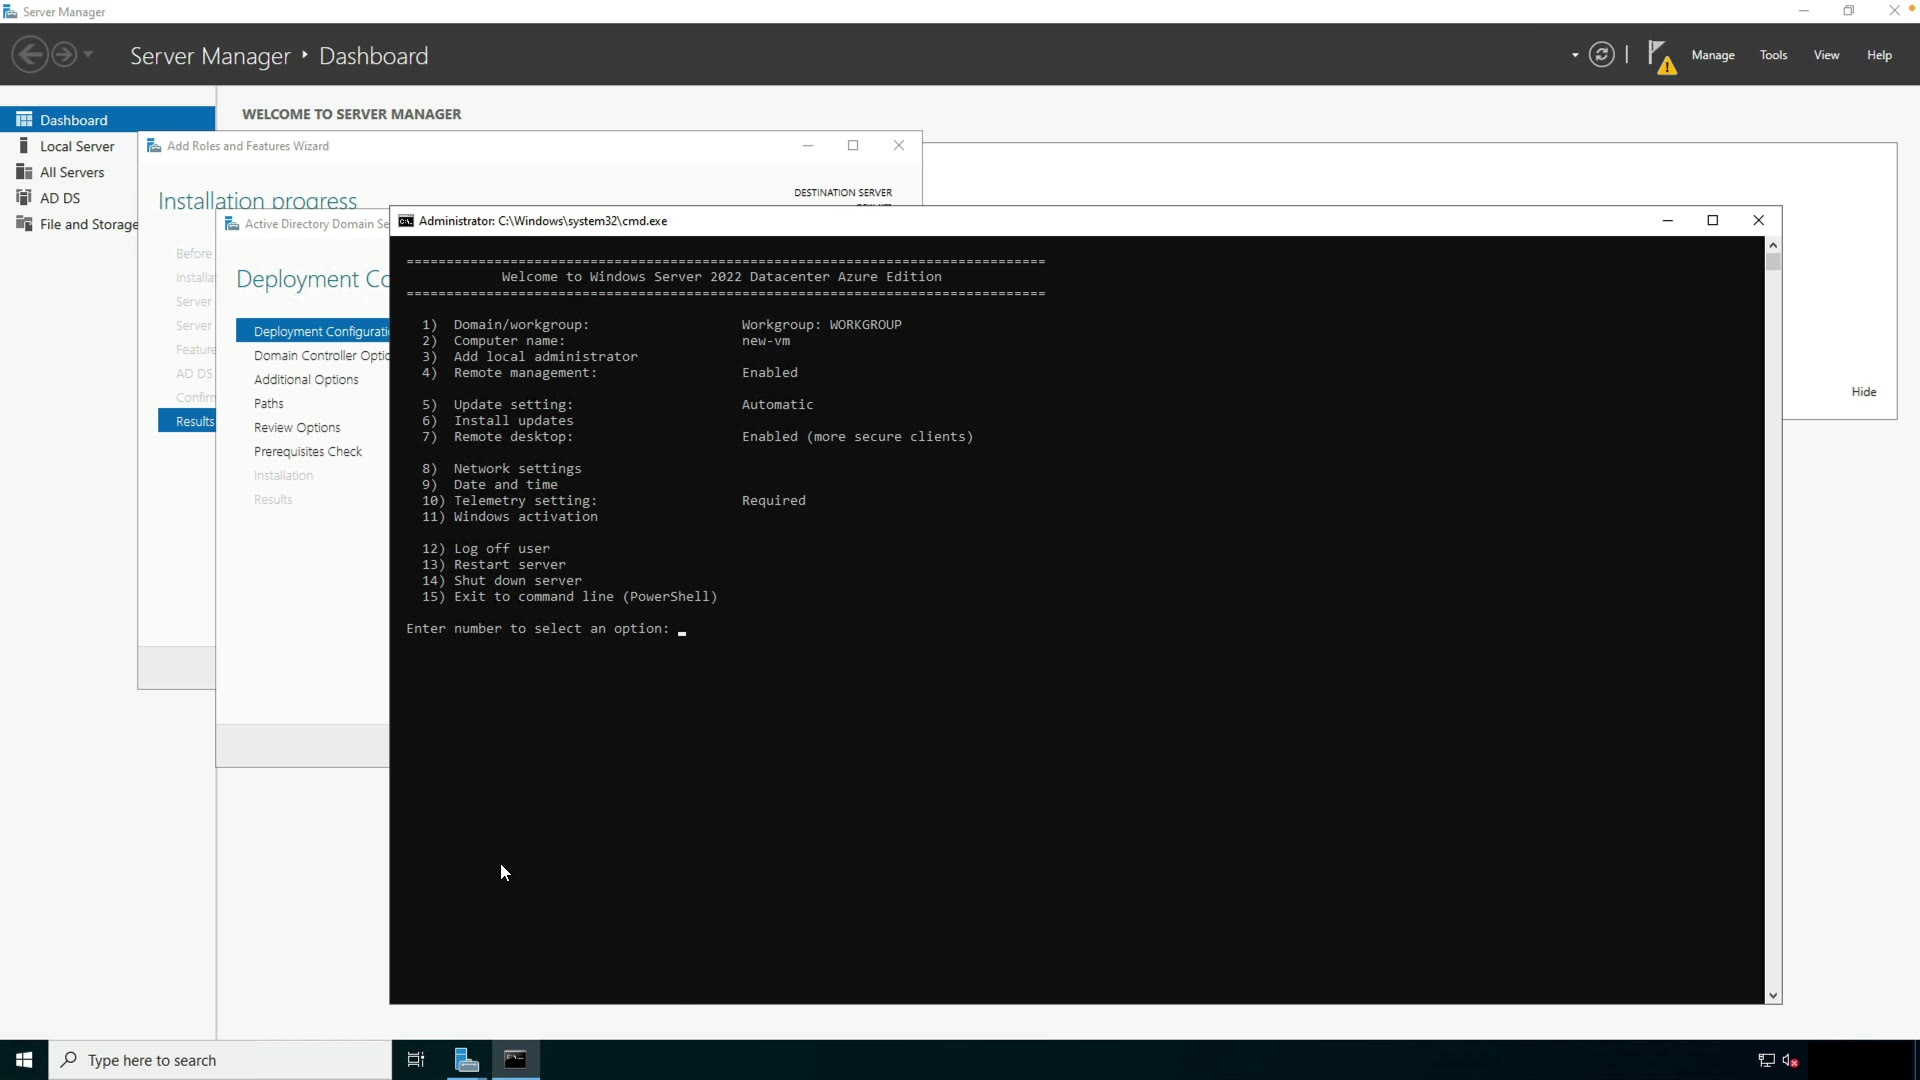 Server Manager
Server Manager ‣ Dashboard
Manage Tools View Help
Dashboard
Local Server
All Servers
AD DS
File and Storage
WELCOME TO SERVER MANAGER
Hide
Add Roles and Features Wizard
Installation progress
DESTINATION SERVER
Before
Installa
Server
Server
Feature
AD DS
Confirm
Results
Active Directory Domain Se
Deployment Co
Deployment Configurati
Domain Controller Optio
Additional Options
Paths
Review Options
Prerequisites Check
Installation
Results
Administrator: C:\Windows\system32\cmd.exe
================================================================================
Welcome to Windows Server 2022 Datacenter Azure Edition
================================================================================
1) Domain/workgroup: Workgroup: WORKGROUP
2) Computer name: new-vm
3) Add local administrator
4) Remote management: Enabled
5) Update setting: Automatic
6) Install updates
7) Remote desktop: Enabled (more secure clients)
8) Network settings
9) Date and time
10) Telemetry setting: Required
11) Windows activation
12) Log off user
13) Restart server
14) Shut down server
15) Exit to command line (PowerShell)
Enter number to select an option: _
Type here to search